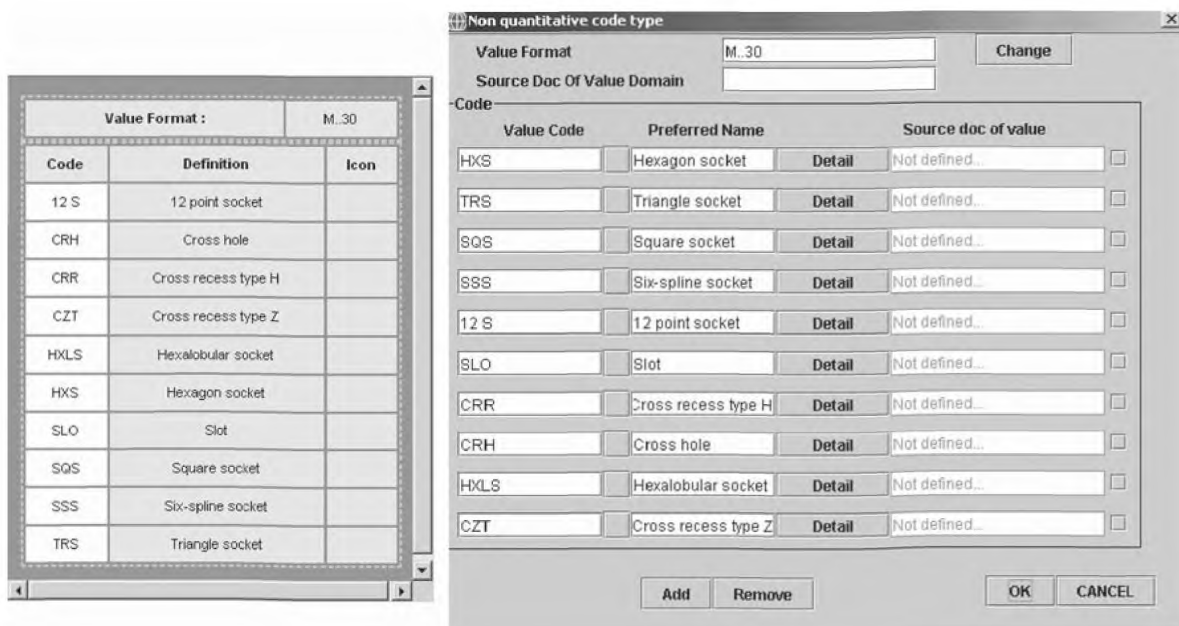 Value Format : M..30
Code Definition Icon
12 S 12 point socket
CRH Cross hole
CRR Cross recess type H
CZT Cross recess type Z
HXLS Hexalobular socket
HXS Hexagon socket
SLO Slot
SQS Square socket
SSS Six-spline socket
TRS Triangle socket
Non quantitative code type
Value Format M..30 Change
Source Doc Of Value Domain
Code
Value Code Preferred Name Source doc of value
HXS Hexagon socket Detail Not defined...
TRS Triangle socket Detail Not defined...
SQS Square socket Detail Not defined...
SSS Six-spline socket Detail Not defined...
12 S 12 point socket Detail Not defined...
SLO Slot Detail Not defined...
CRR Cross recess type H Detail Not defined...
CRH Cross hole Detail Not defined...
HXLS Hexalobular socket Detail Not defined...
CZT Cross recess type Z Detail Not defined...
Add Remove OK CANCEL